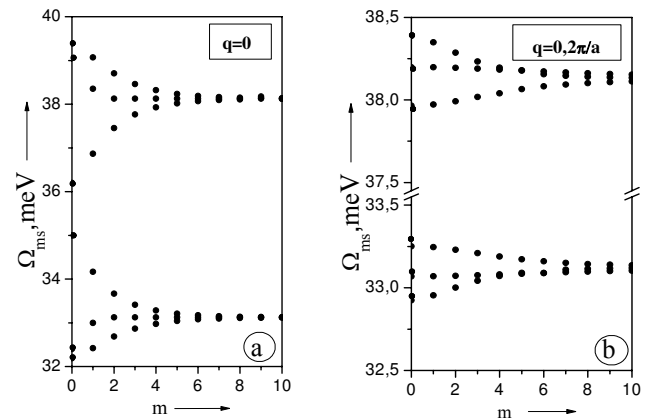 40
38
36
34
32
Ω_ms,meV
q=0
a
0 2 4 6 8 10
m
38,5
38,0
37,5
33,5
33,0
32,5
Ω_ms,meV
q=0,2π/a
b
0 2 4 6 8 10
m